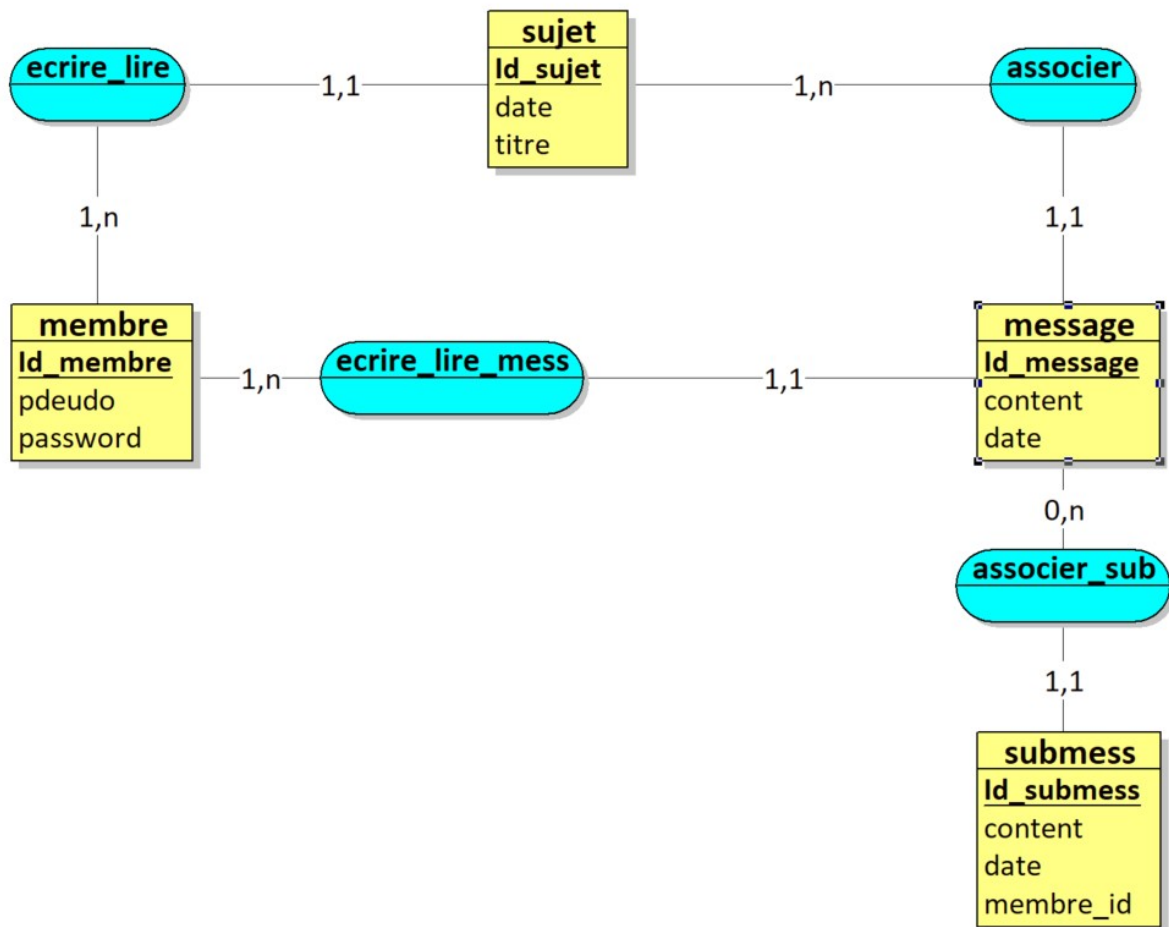 sujet
Id_sujet
date
titre
ecrire_lire
1,1
1,n
associer
1,n
1,1
membre
Id_membre
pdeudo
password
1,n
ecrire_lire_mess
1,1
message
Id_message
content
date
0,n
associer_sub
1,1
submess
Id_submess
content
date
membre_id